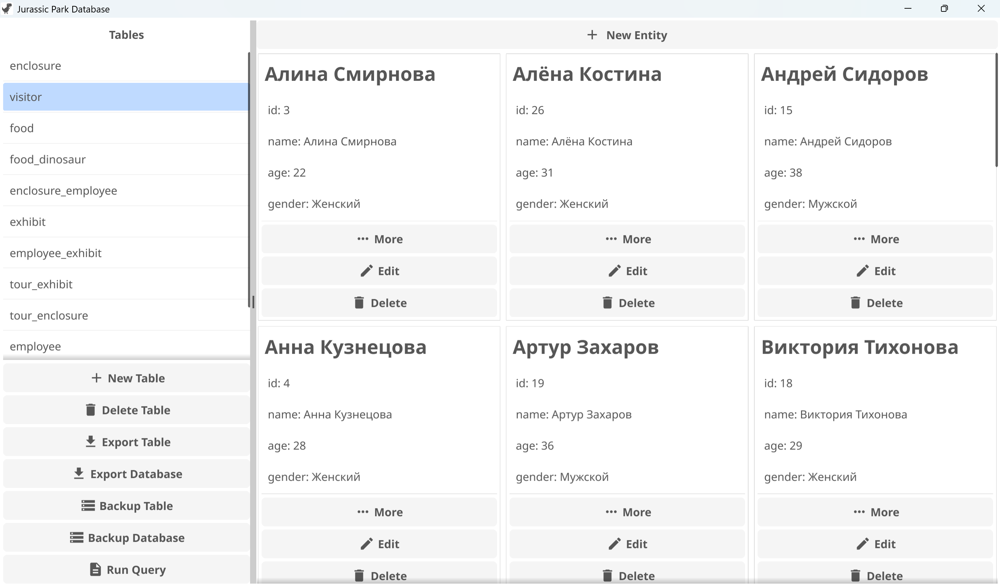 Jurassic Park Database
Tables
enclosure
visitor
food
food_dinosaur
enclosure_employee
exhibit
employee_exhibit
tour_exhibit
tour_enclosure
employee
New Table
Delete Table
Export Table
Export Database
Backup Table
Backup Database
Run Query
New Entity
Алина Смирнова
id: 3
name: Алина Смирнова
age: 22
gender: Женский
More
Edit
Delete
Алёна Костина
id: 26
name: Алёна Костина
age: 31
gender: Женский
More
Edit
Delete
Андрей Сидоров
id: 15
name: Андрей Сидоров
age: 38
gender: Мужской
More
Edit
Delete
Анна Кузнецова
id: 4
name: Анна Кузнецова
age: 28
gender: Женский
More
Edit
Delete
Артур Захаров
id: 19
name: Артур Захаров
age: 36
gender: Мужской
More
Edit
Delete
Виктория Тихонова
id: 18
name: Виктория Тихонова
age: 29
gender: Женский
More
Edit
Delete